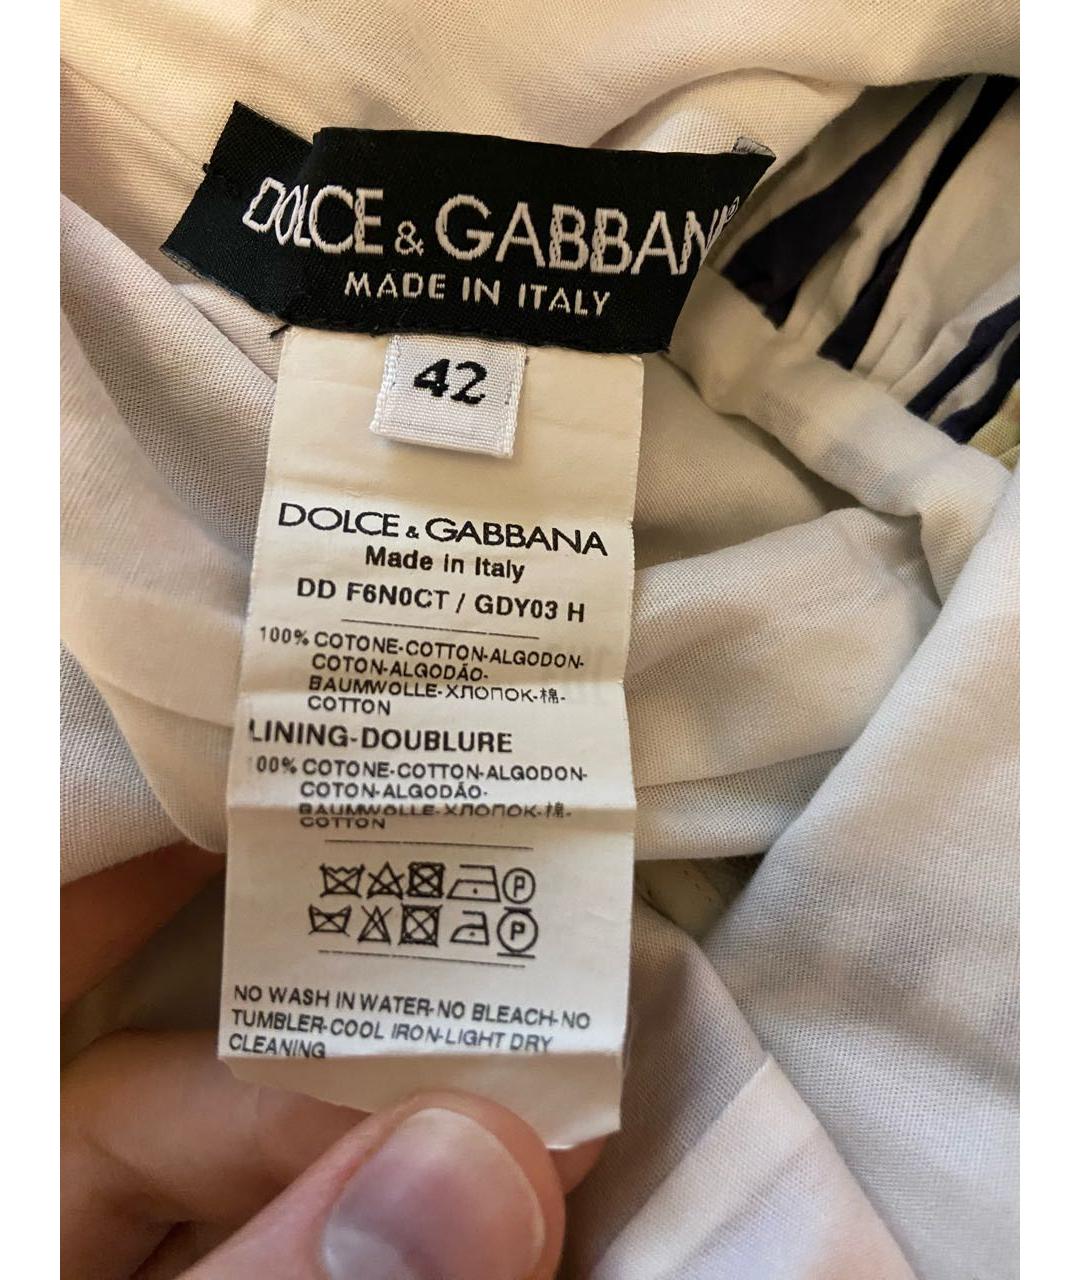 DOLCE & GABBAN
MADE IN ITALY
42
DOLCE & GABBANA
Made in Italy
DD F6N0CT / GDY03 H
100% COTONE-COTTON-ALGODON-
COTON-ALGODÃO-
BAUMWOLLE-ХЛОПОК-棉-
COTTON
LINING-DOUBLURE
00% COTONE-COTTON-ALGODON-
COTON-ALGODÃO-
BAUMWOLLE-ХЛОПОК-棉-
COTTON
P
P
NO WASH IN WATER-NO BLEACH-NO
TUMBLER-COOL IRON-LIGHT DRY
CLEANING